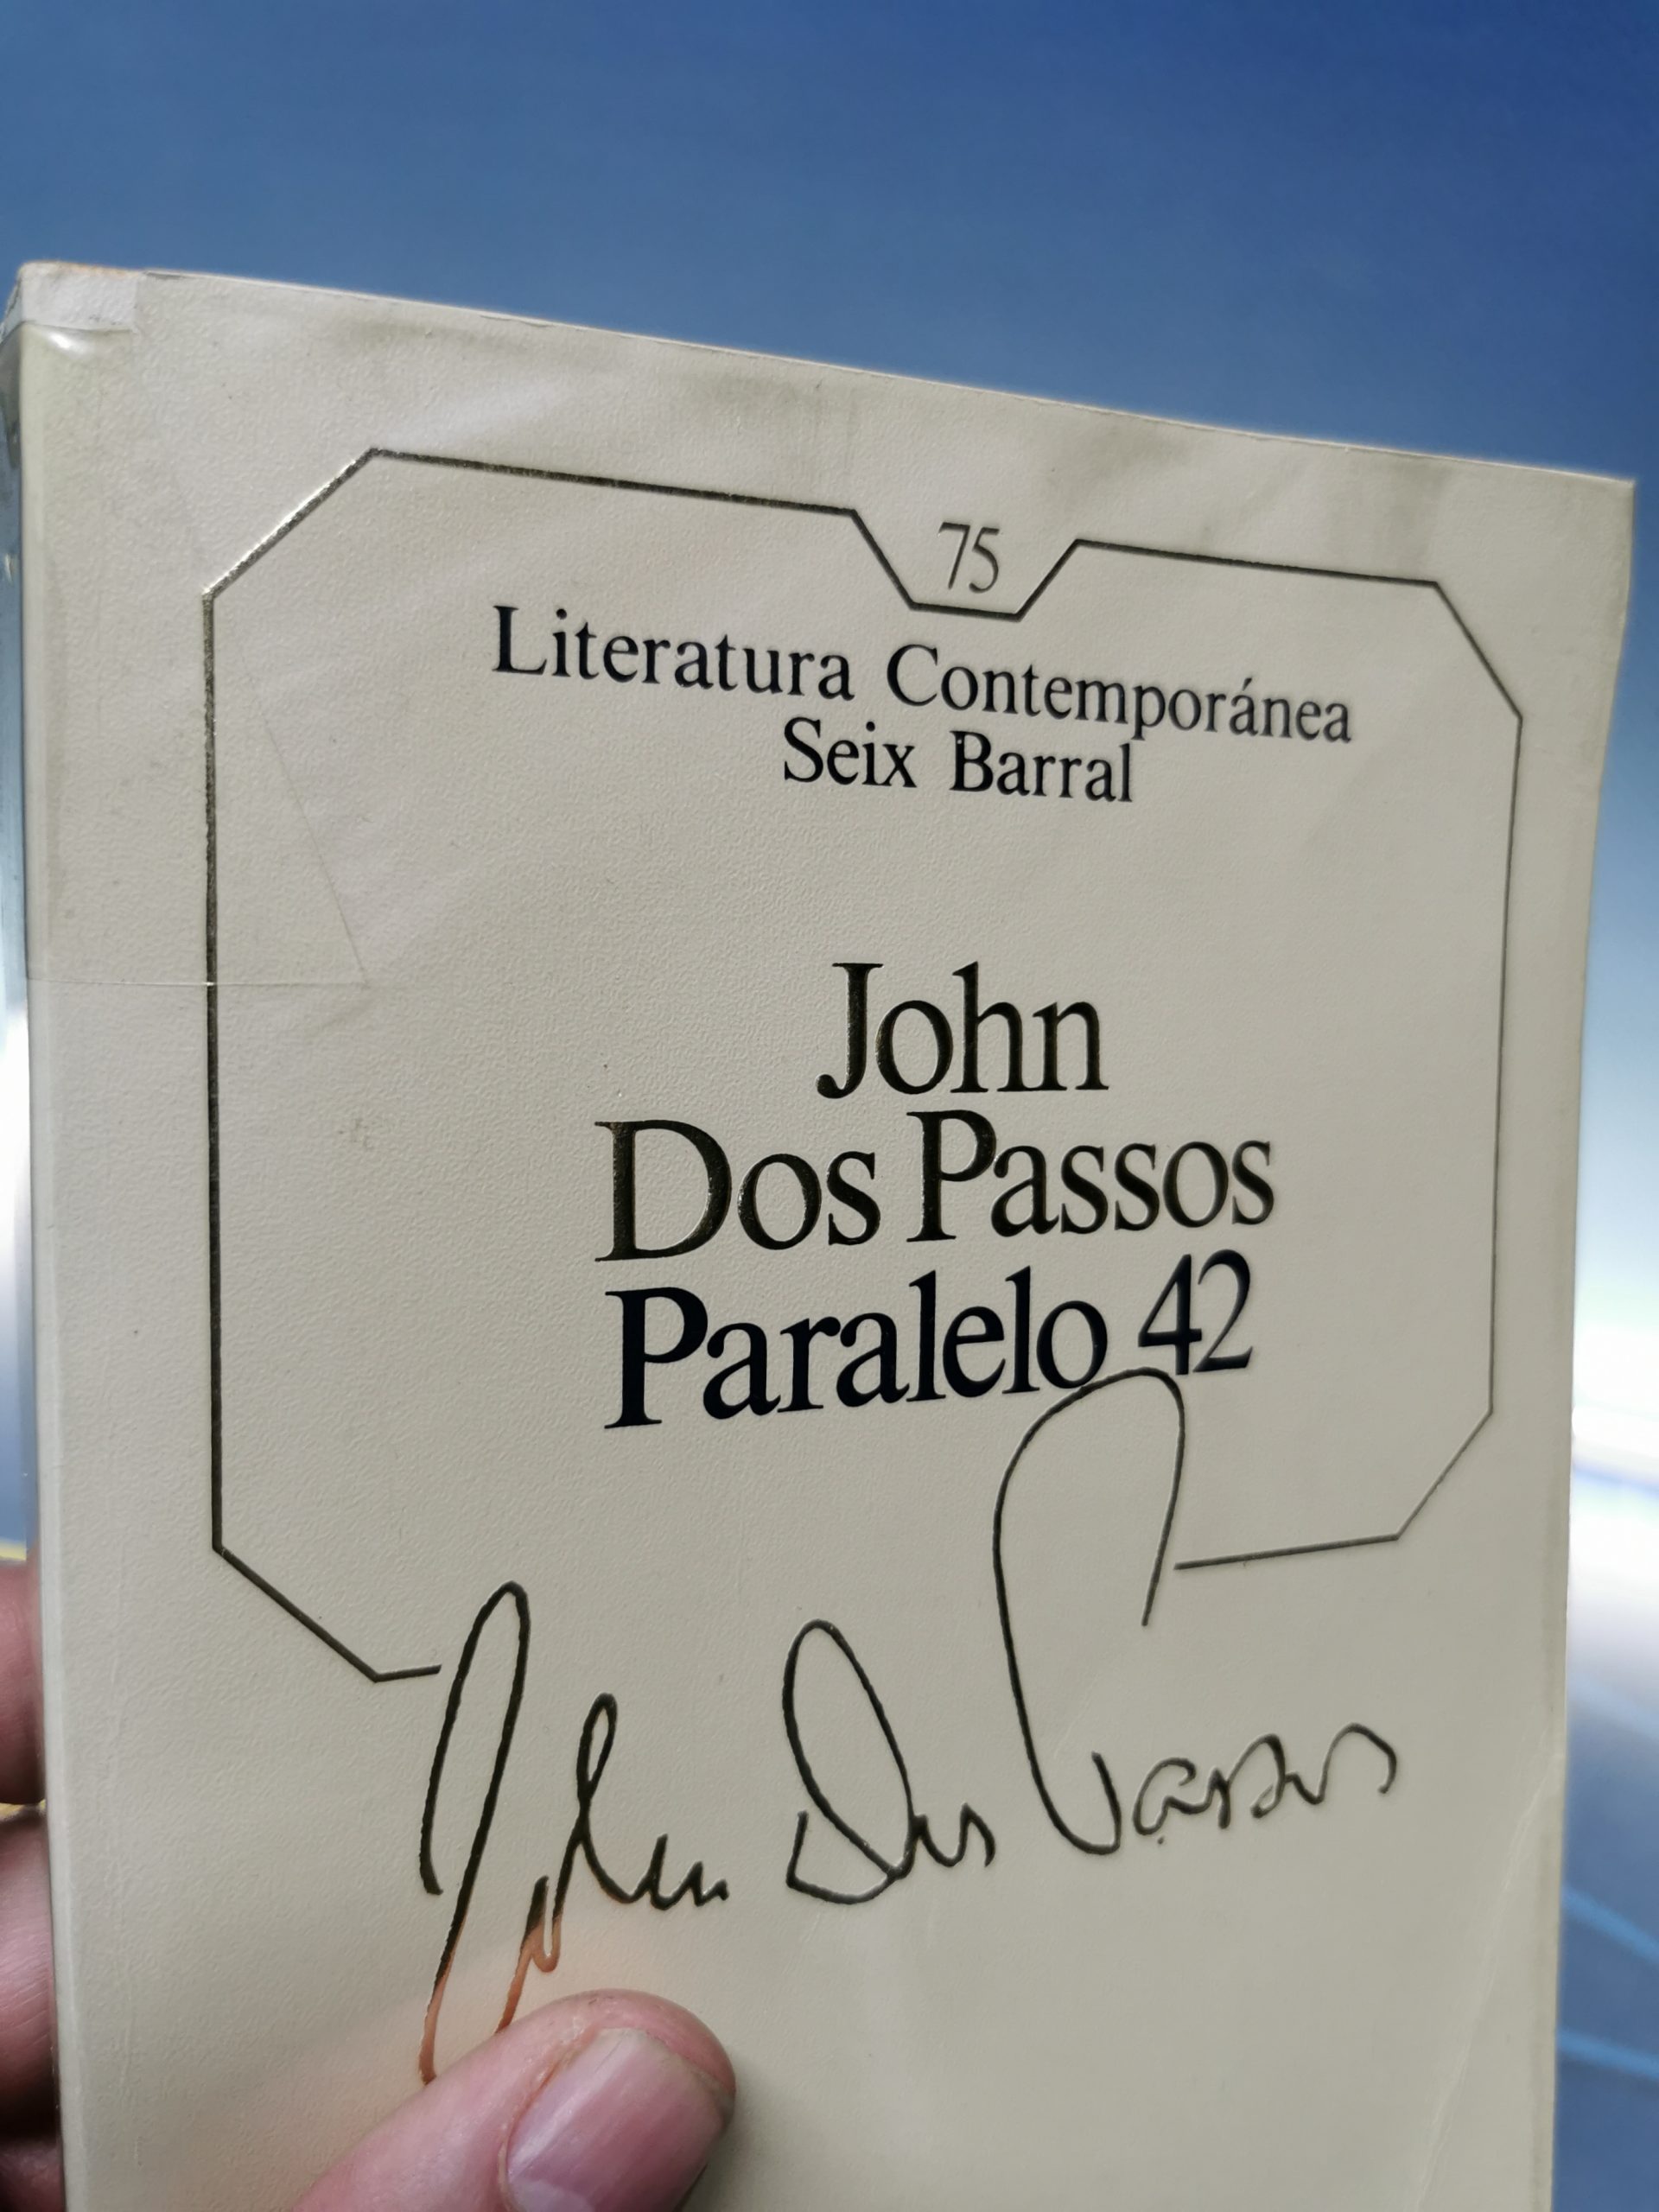 75
Literatura Contemporánea
Seix Barral
John
Dos Passos
Paralelo 42
John Dos Passos